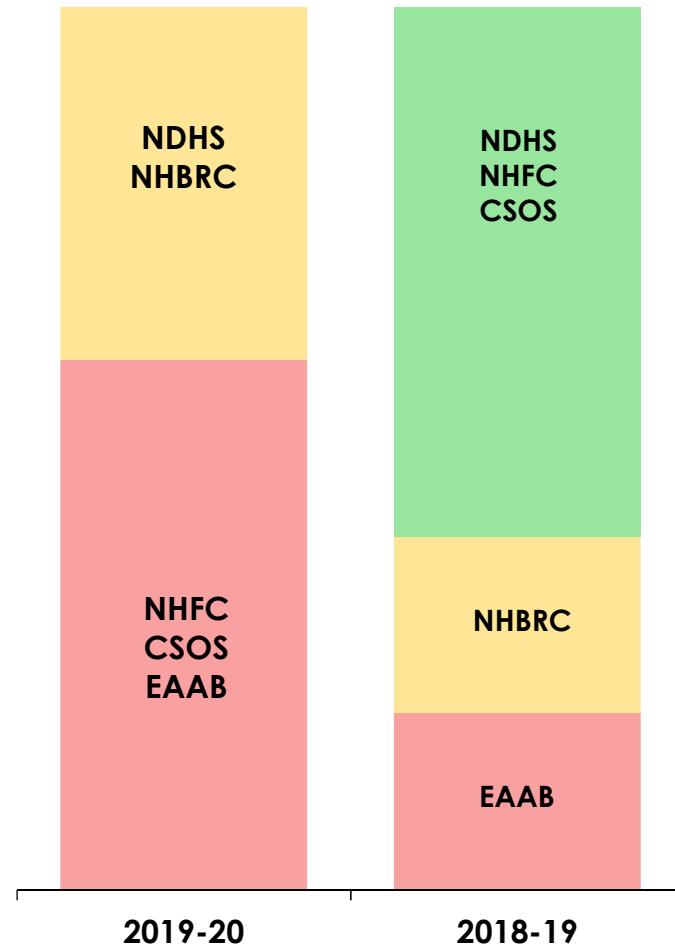 NDHS
NHBRC
NHFC
CSOS
EAAB
2019-20
NDHS
NHFC
CSOS
NHBRC
EAAB
2018-19